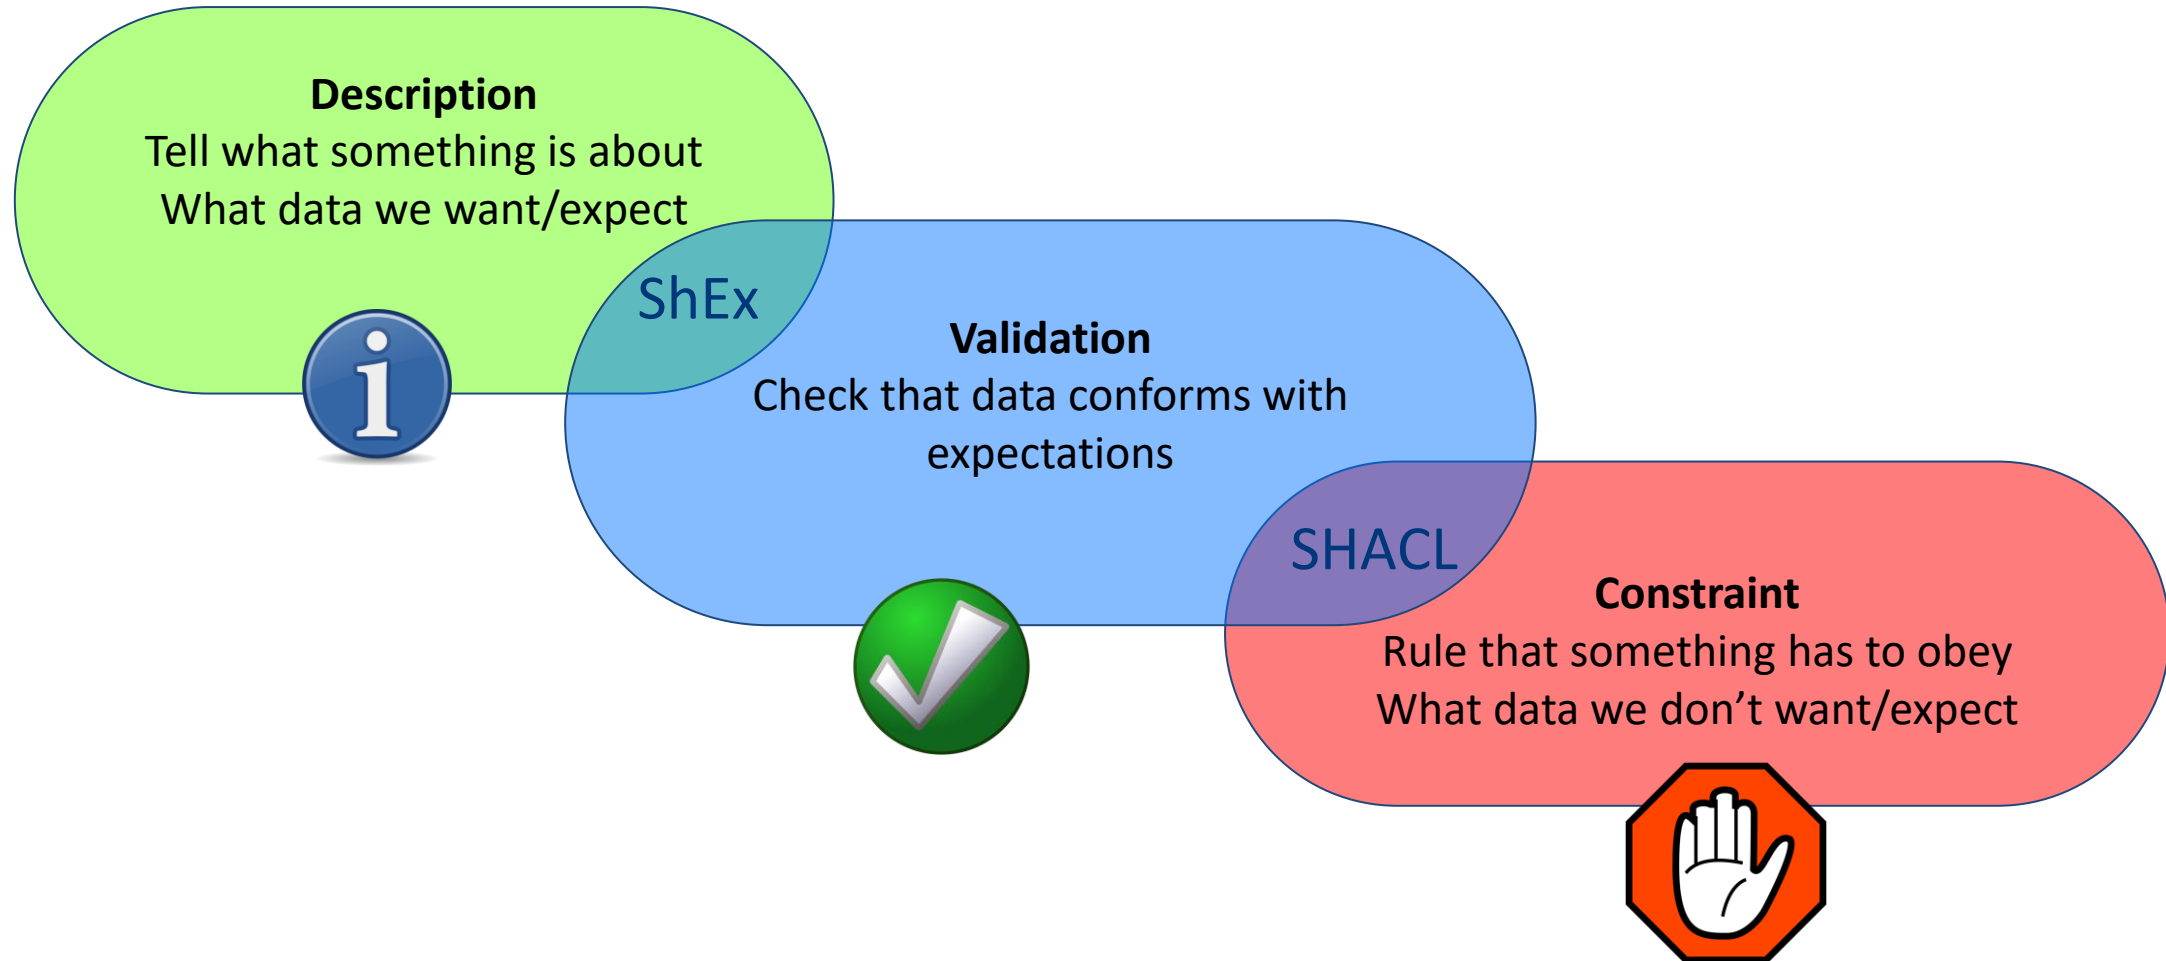 Description
Tell what something is about
What data we want/expect
ShEx
Validation
Check that data conforms with
expectations
SHACL
Constraint
Rule that something has to obey
What data we don’t want/expect